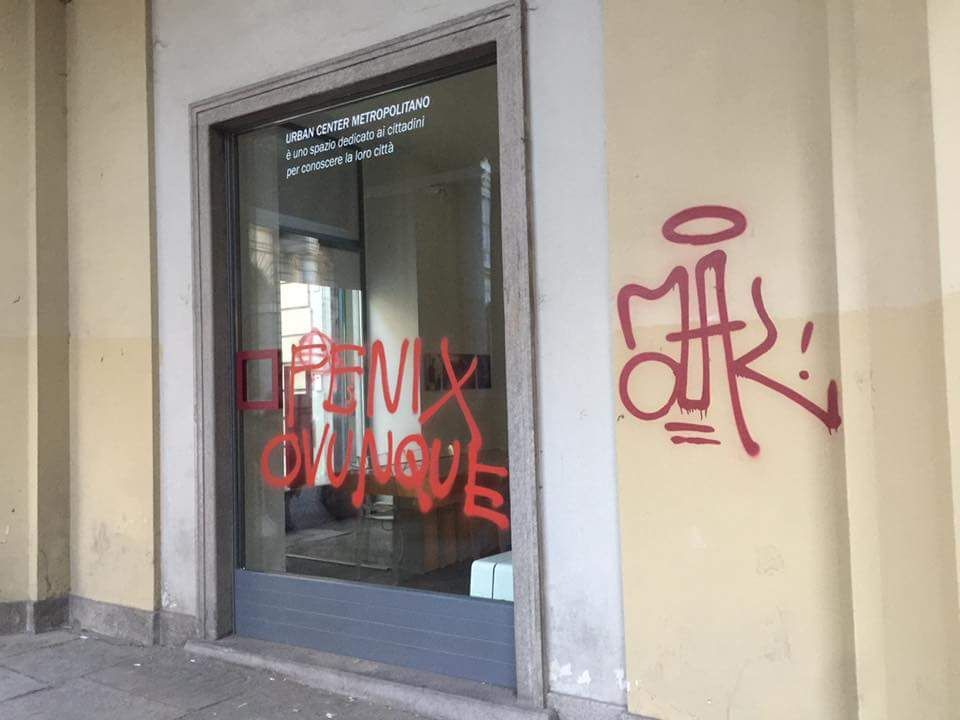 URBAN CENTER METROPOLITANO
è uno spazio dedicato ai cittadini
per conoscere la loro città
PENIX
OVUNQUE